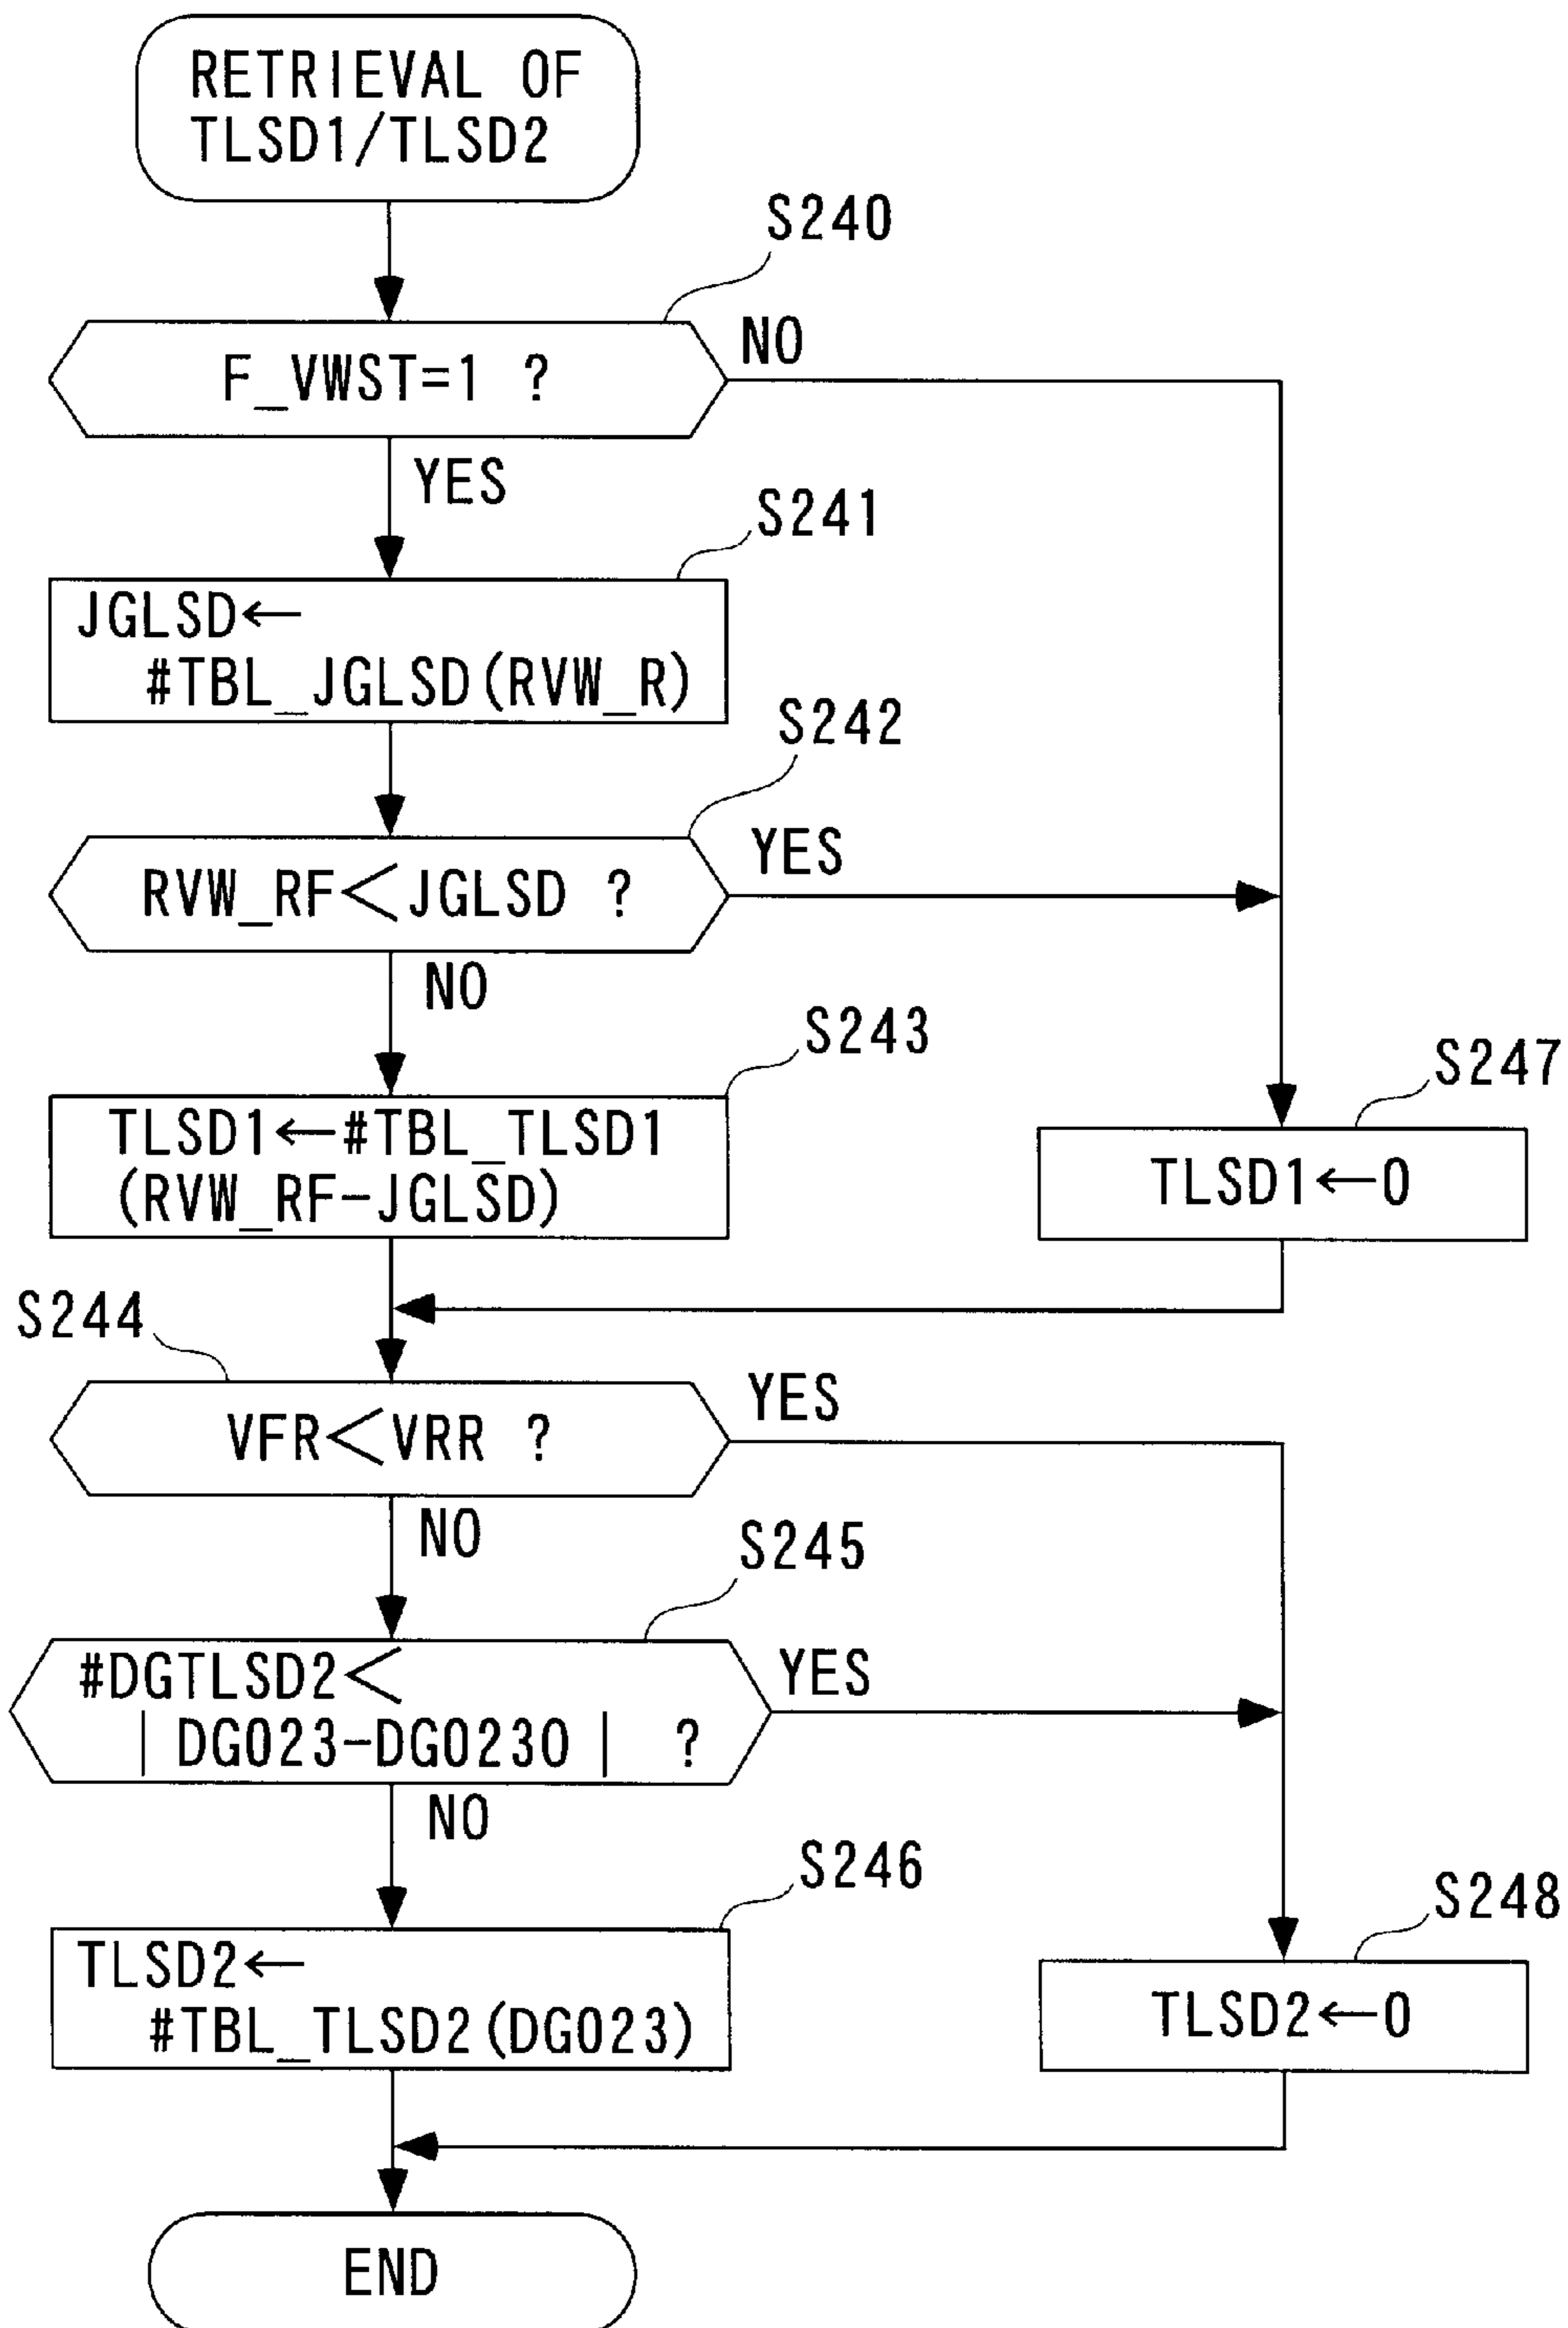 RETRIEVAL OF
TLSD1/TLSD2
S240
F_VWST=1 ?
NO
YES
S241
JGLSD←
#TBL_JGLSD(RVW_R)
S242
RVW_RF<JGLSD ?
YES
NO
S243
TLSD1←#TBL_TLSD1
(RVW_RF-JGLSD)
S247
TLSD1←0
S244
VFR<VRR ?
YES
NO
S245
#DGTLSD2<
| DG023-DG0230 | ?
YES
NO
S246
TLSD2←
#TBL_TLSD2(DG023)
S248
TLSD2←0
END